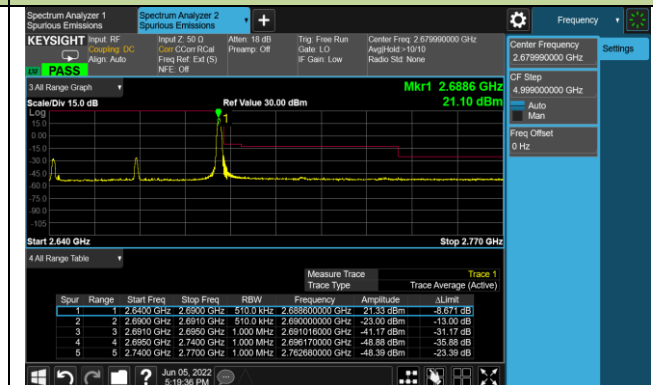 Spectrum Analyzer 1
Spurious Emissions
Spectrum Analyzer 2
Spurious Emissions
+
Frequency
KEYSIGHT
Input: RF
Coupling: DC
Align: Auto
Input Z: 50 Ω
Corr CCorr RCal
Freq Ref: Ext (S)
NFE: Off
Atten: 18 dB
Preamp: Off
Trig: Free Run
Gate: LO
IF Gain: Low
Center Freq: 2.679990000 GHz
Avg|Hold:>10/10
Radio Std: None
LNI PASS
Center Frequency
2.679990000 GHz
Settings
CF Step
4.999000000 GHz
Auto
Man
Freq Offset
0 Hz
3 All Range Graph
Mkr1 2.6886 GHz
Scale/Div 15.0 dB
Ref Value 30.00 dBm
21.10 dBm
Log
15.0
0.00
-15.0
-30.0
-45.0
-60.0
-75.0
-90.0
-105
1
Start 2.640 GHz
Stop 2.770 GHz
4 All Range Table
Measure Trace Trace 1
Trace Type Trace Average (Active)
Spur Range Start Freq Stop Freq RBW Frequency Amplitude ΔLimit
1 1 2.6400 GHz 2.6900 GHz 510.0 kHz 2.688600000 GHz 21.33 dBm -8.671 dB
2 2 2.6900 GHz 2.6910 GHz 510.0 kHz 2.690000000 GHz -23.00 dBm -13.00 dB
3 3 2.6910 GHz 2.6950 GHz 1.000 MHz 2.691016000 GHz -41.17 dBm -31.17 dB
4 4 2.6950 GHz 2.7400 GHz 1.000 MHz 2.696170000 GHz -48.88 dBm -35.88 dB
5 5 2.7400 GHz 2.7700 GHz 1.000 MHz 2.762680000 GHz -48.39 dBm -23.39 dB
?
Jun 05, 2022
5:19:36 PM